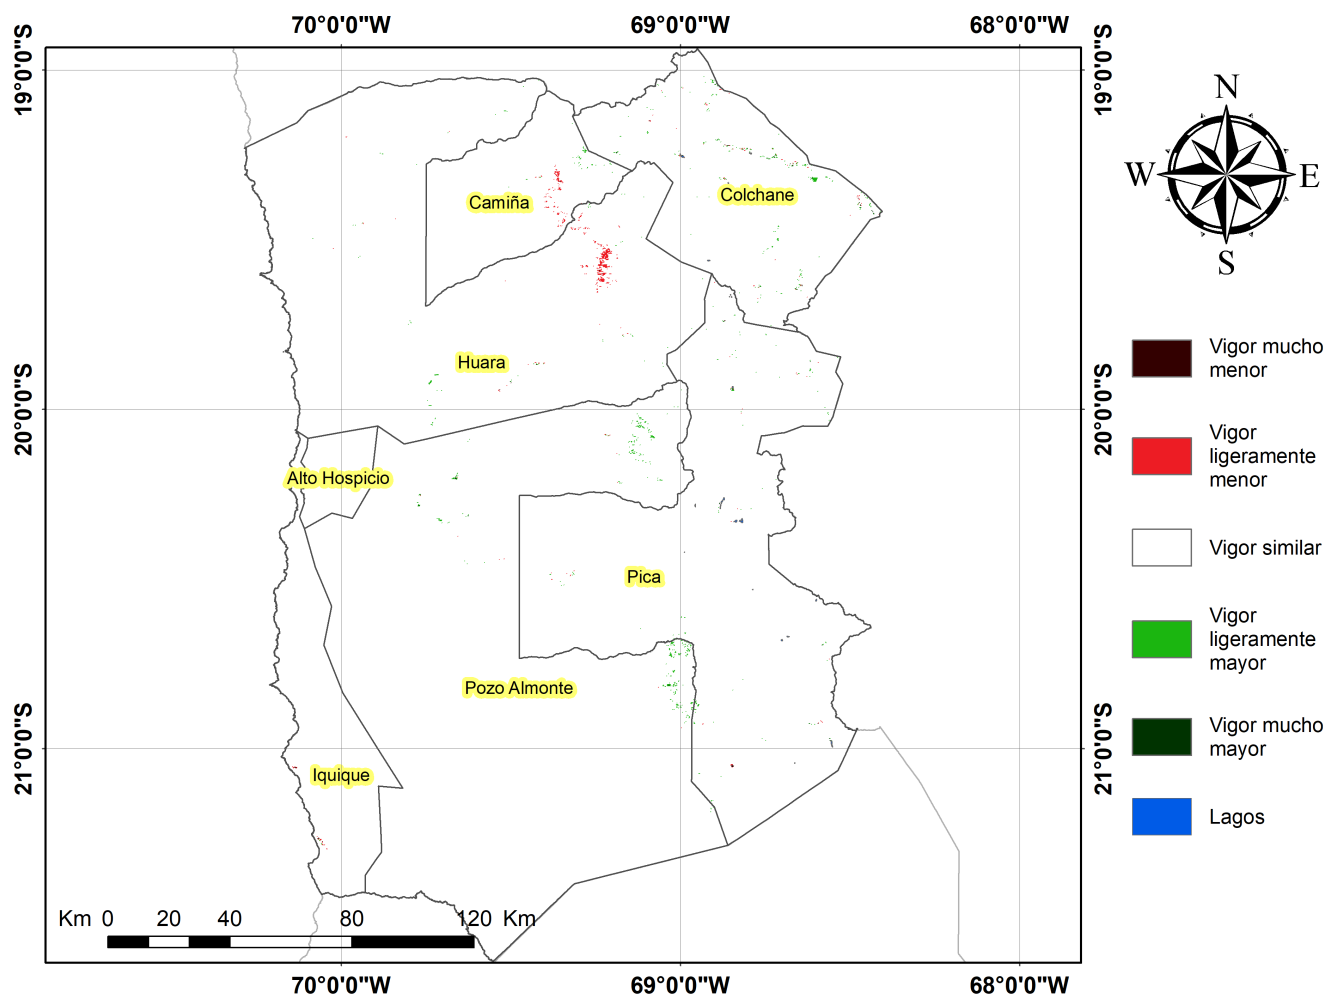 70°0'0"W 69°0'0"W 68°0'0"W
19°0'0"S
19°0'0"S
N
W E
S
Camiña
Colchane
Vigor mucho
menor
Huara
20°0'0"S
20°0'0"S
Vigor
ligeramente
menor
Alto Hospicio
Vigor similar
Pica
Vigor
ligeramente
mayor
Pozo Almonte
21°0'0"S
21°0'0"S
Vigor mucho
mayor
Iquique
Lagos
Km 0 20 40 80 120 Km
70°0'0"W 69°0'0"W 68°0'0"W